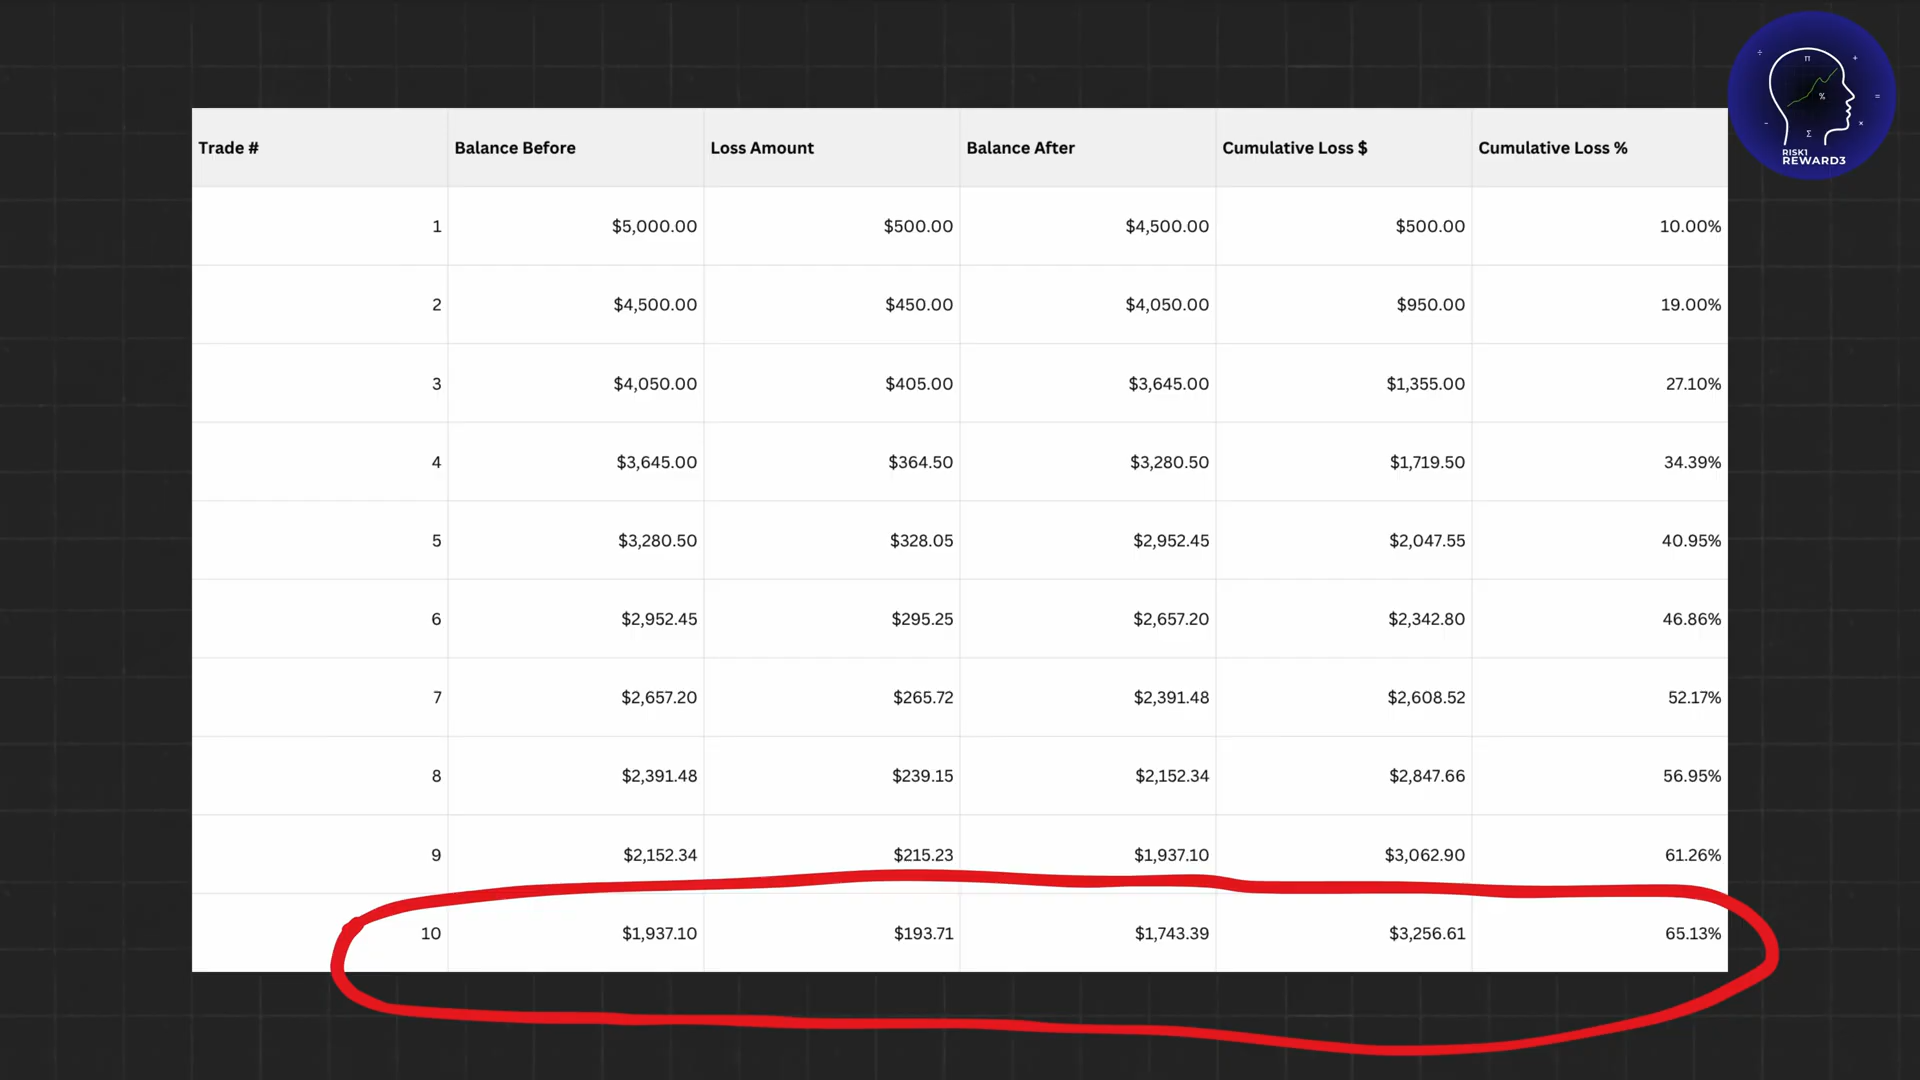 Trade # Balance Before Loss Amount Balance After Cumulative Loss $ Cumulative Loss %
1 $5,000.00 $500.00 $4,500.00 $500.00 10.00%
2 $4,500.00 $450.00 $4,050.00 $950.00 19.00%
3 $4,050.00 $405.00 $3,645.00 $1,355.00 27.10%
4 $3,645.00 $364.50 $3,280.50 $1,719.50 34.39%
5 $3,280.50 $328.05 $2,952.45 $2,047.55 40.95%
6 $2,952.45 $295.25 $2,657.20 $2,342.80 46.86%
7 $2,657.20 $265.72 $2,391.48 $2,608.52 52.17%
8 $2,391.48 $239.15 $2,152.34 $2,847.66 56.95%
9 $2,152.34 $215.23 $1,937.10 $3,062.90 61.26%
10 $1,937.10 $193.71 $1,743.39 $3,256.61 65.13%
÷ π +
% =
- Σ ×
RISK1
REWARD3